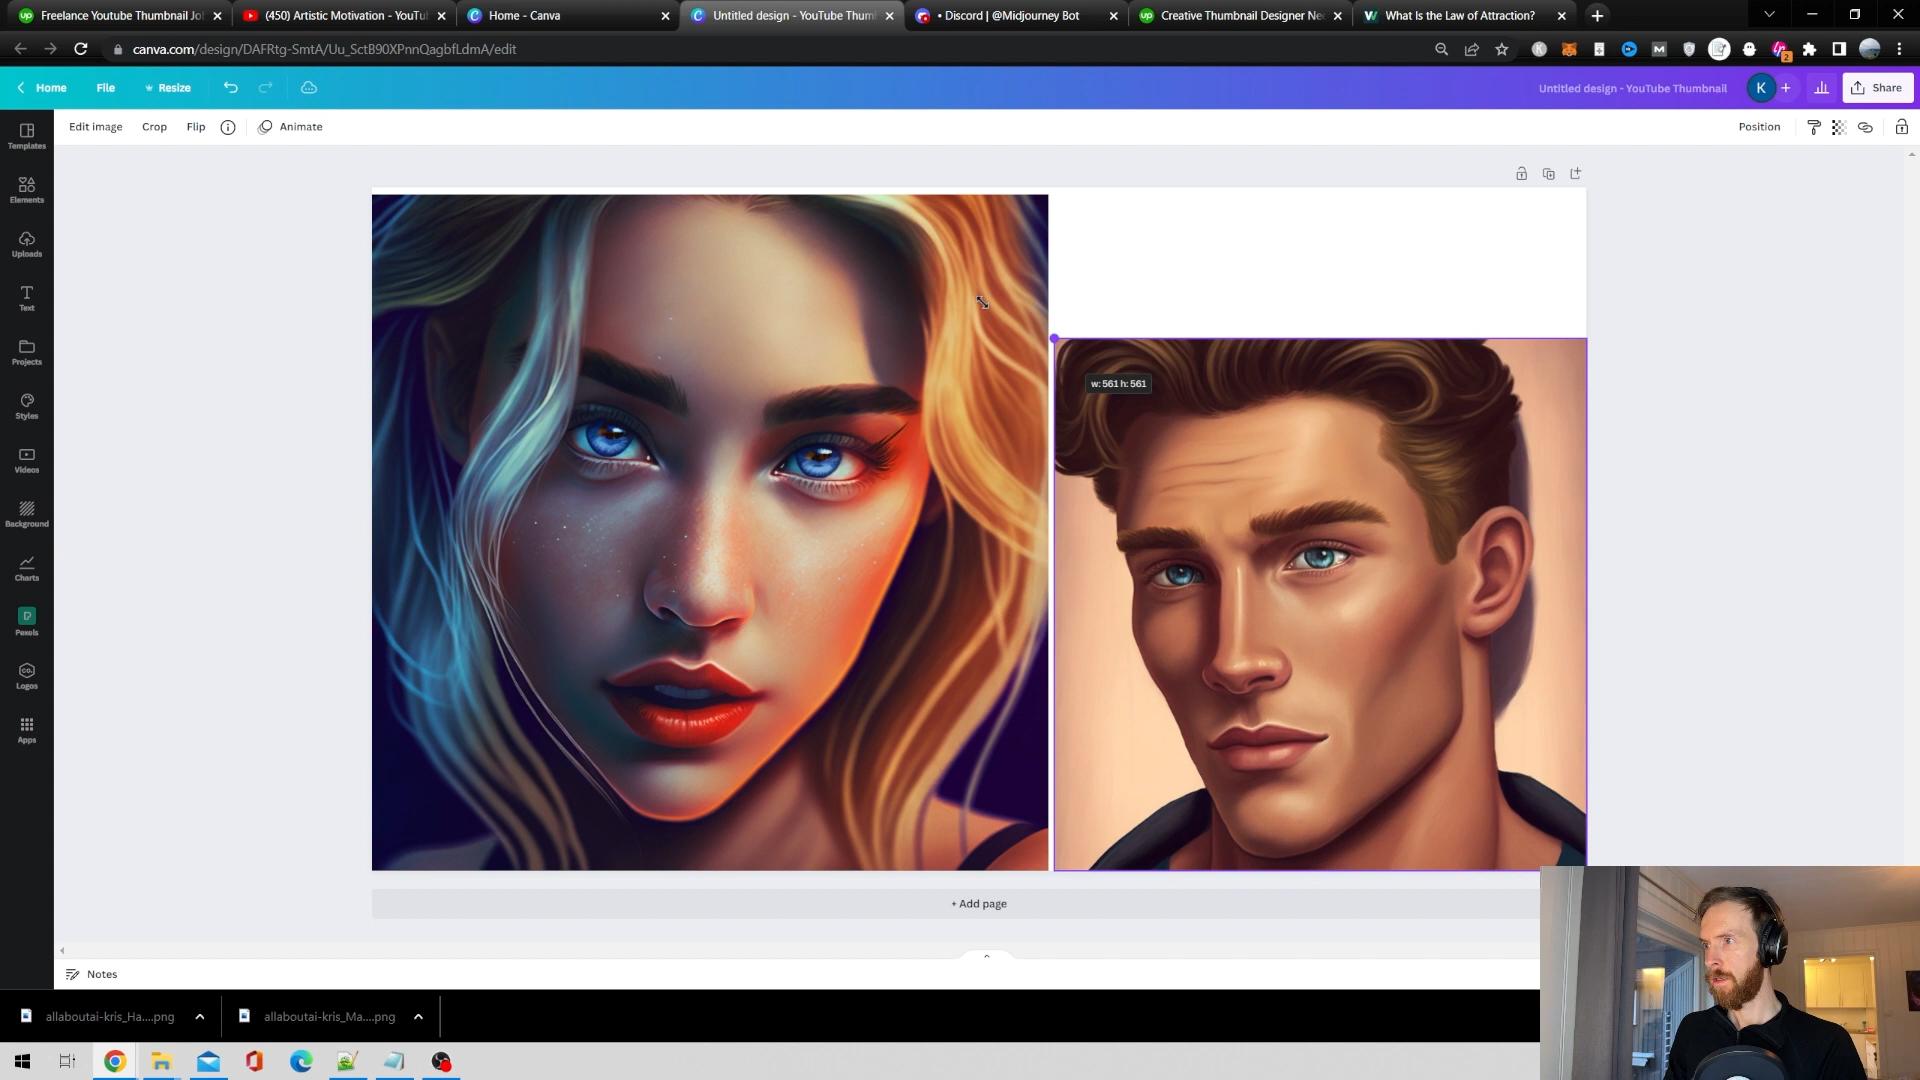 Freelance Youtube Thumbnail Jo
(450) Artistic Motivation - YouTu
Home - Canva
Untitled design - YouTube Thum
• Discord | @Midjourney Bot
Creative Thumbnail Designer Ne
What Is the Law of Attraction?
canva.com/design/DAFRtg-SmtA/Uu_SctB90XPnnQagbfLdmA/edit
Home
File
Resize
Untitled design - YouTube Thumbnail
K
Share
Edit image
Crop
Flip
Animate
Position
Templates
Elements
Uploads
Text
Projects
Styles
Videos
Background
Charts
Pexels
Logos
Apps
w: 561 h: 561
+ Add page
Notes
allaboutai-kris_Ha....png
allaboutai-kris_Ma....png